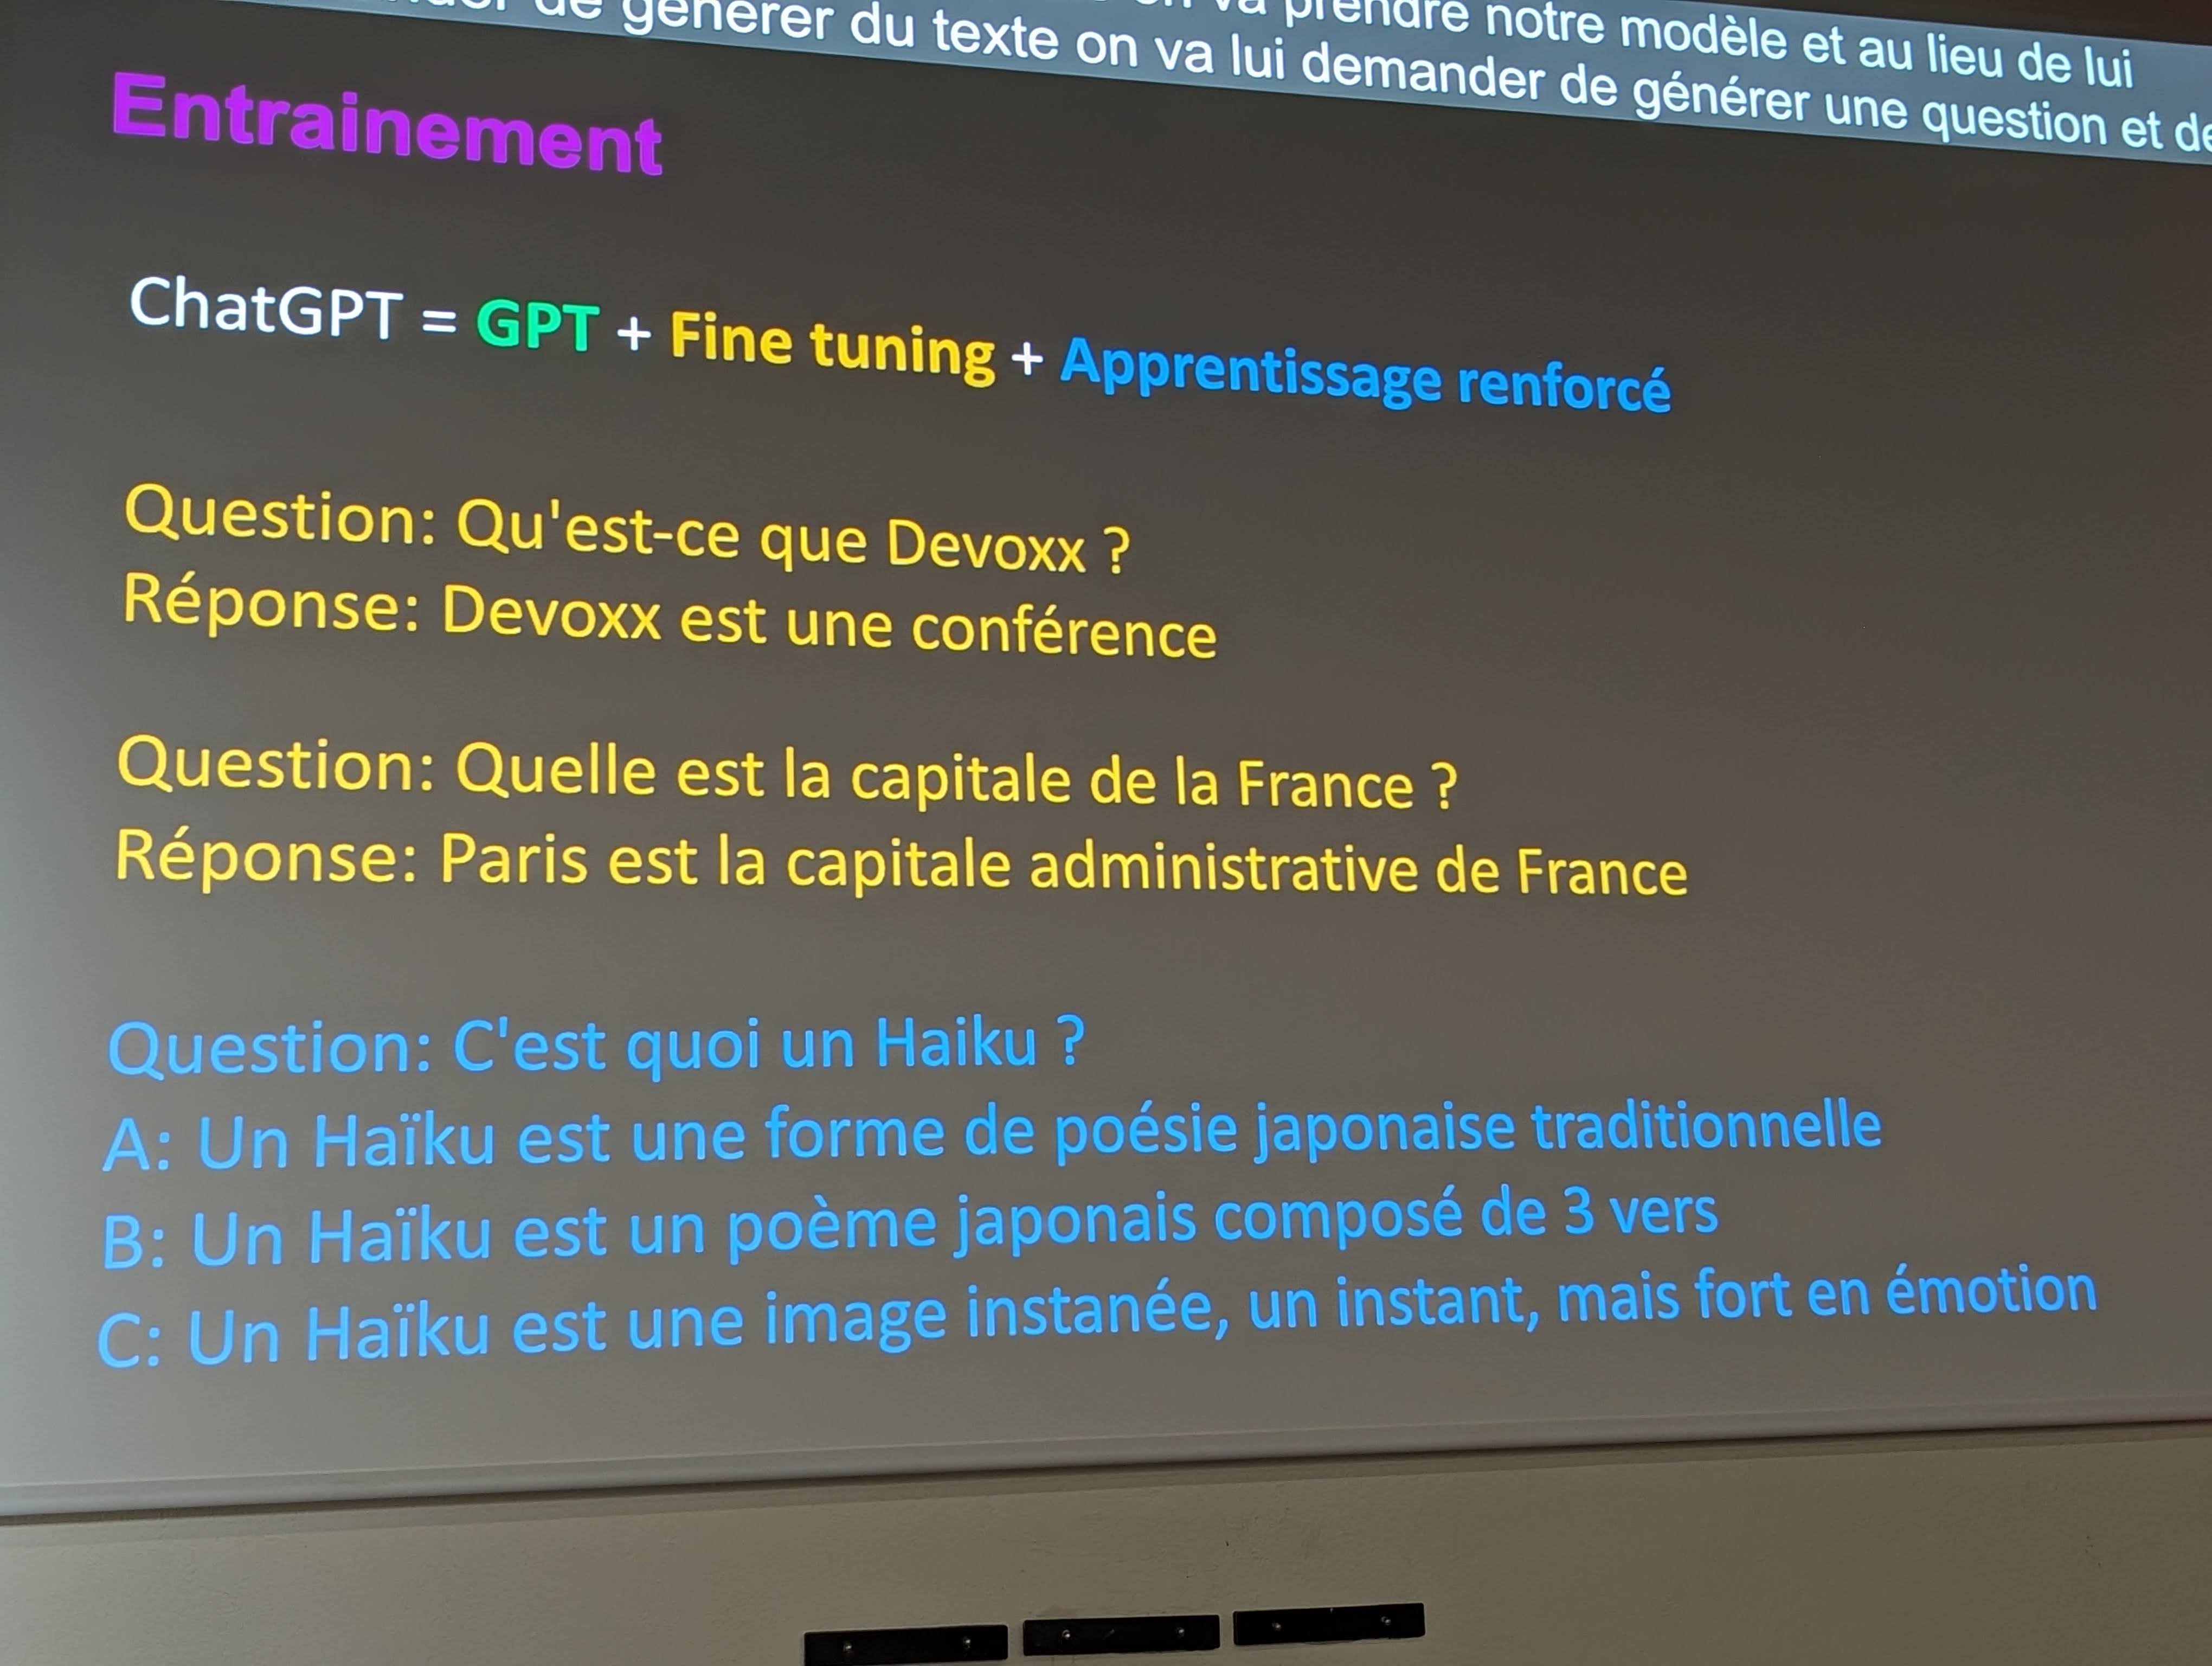 de générer du texte on va lui demander de générer une question et
va prendre notre modèle et au lieu de lui
Entrainement
ChatGPT = GPT + Fine tuning + Apprentissage renforcé
Question: Qu'est-ce que Devoxx ?
Réponse: Devoxx est une conférence
Question: Quelle est la capitale de la France ?
Réponse: Paris est la capitale administrative de France
Question: C'est quoi un Haiku ?
A: Un Haïku est une forme de poésie japonaise traditionnelle
B: Un Haïku est un poème japonais composé de 3 vers
C: Un Haïku est une image instanée, un instant, mais fort en émotion